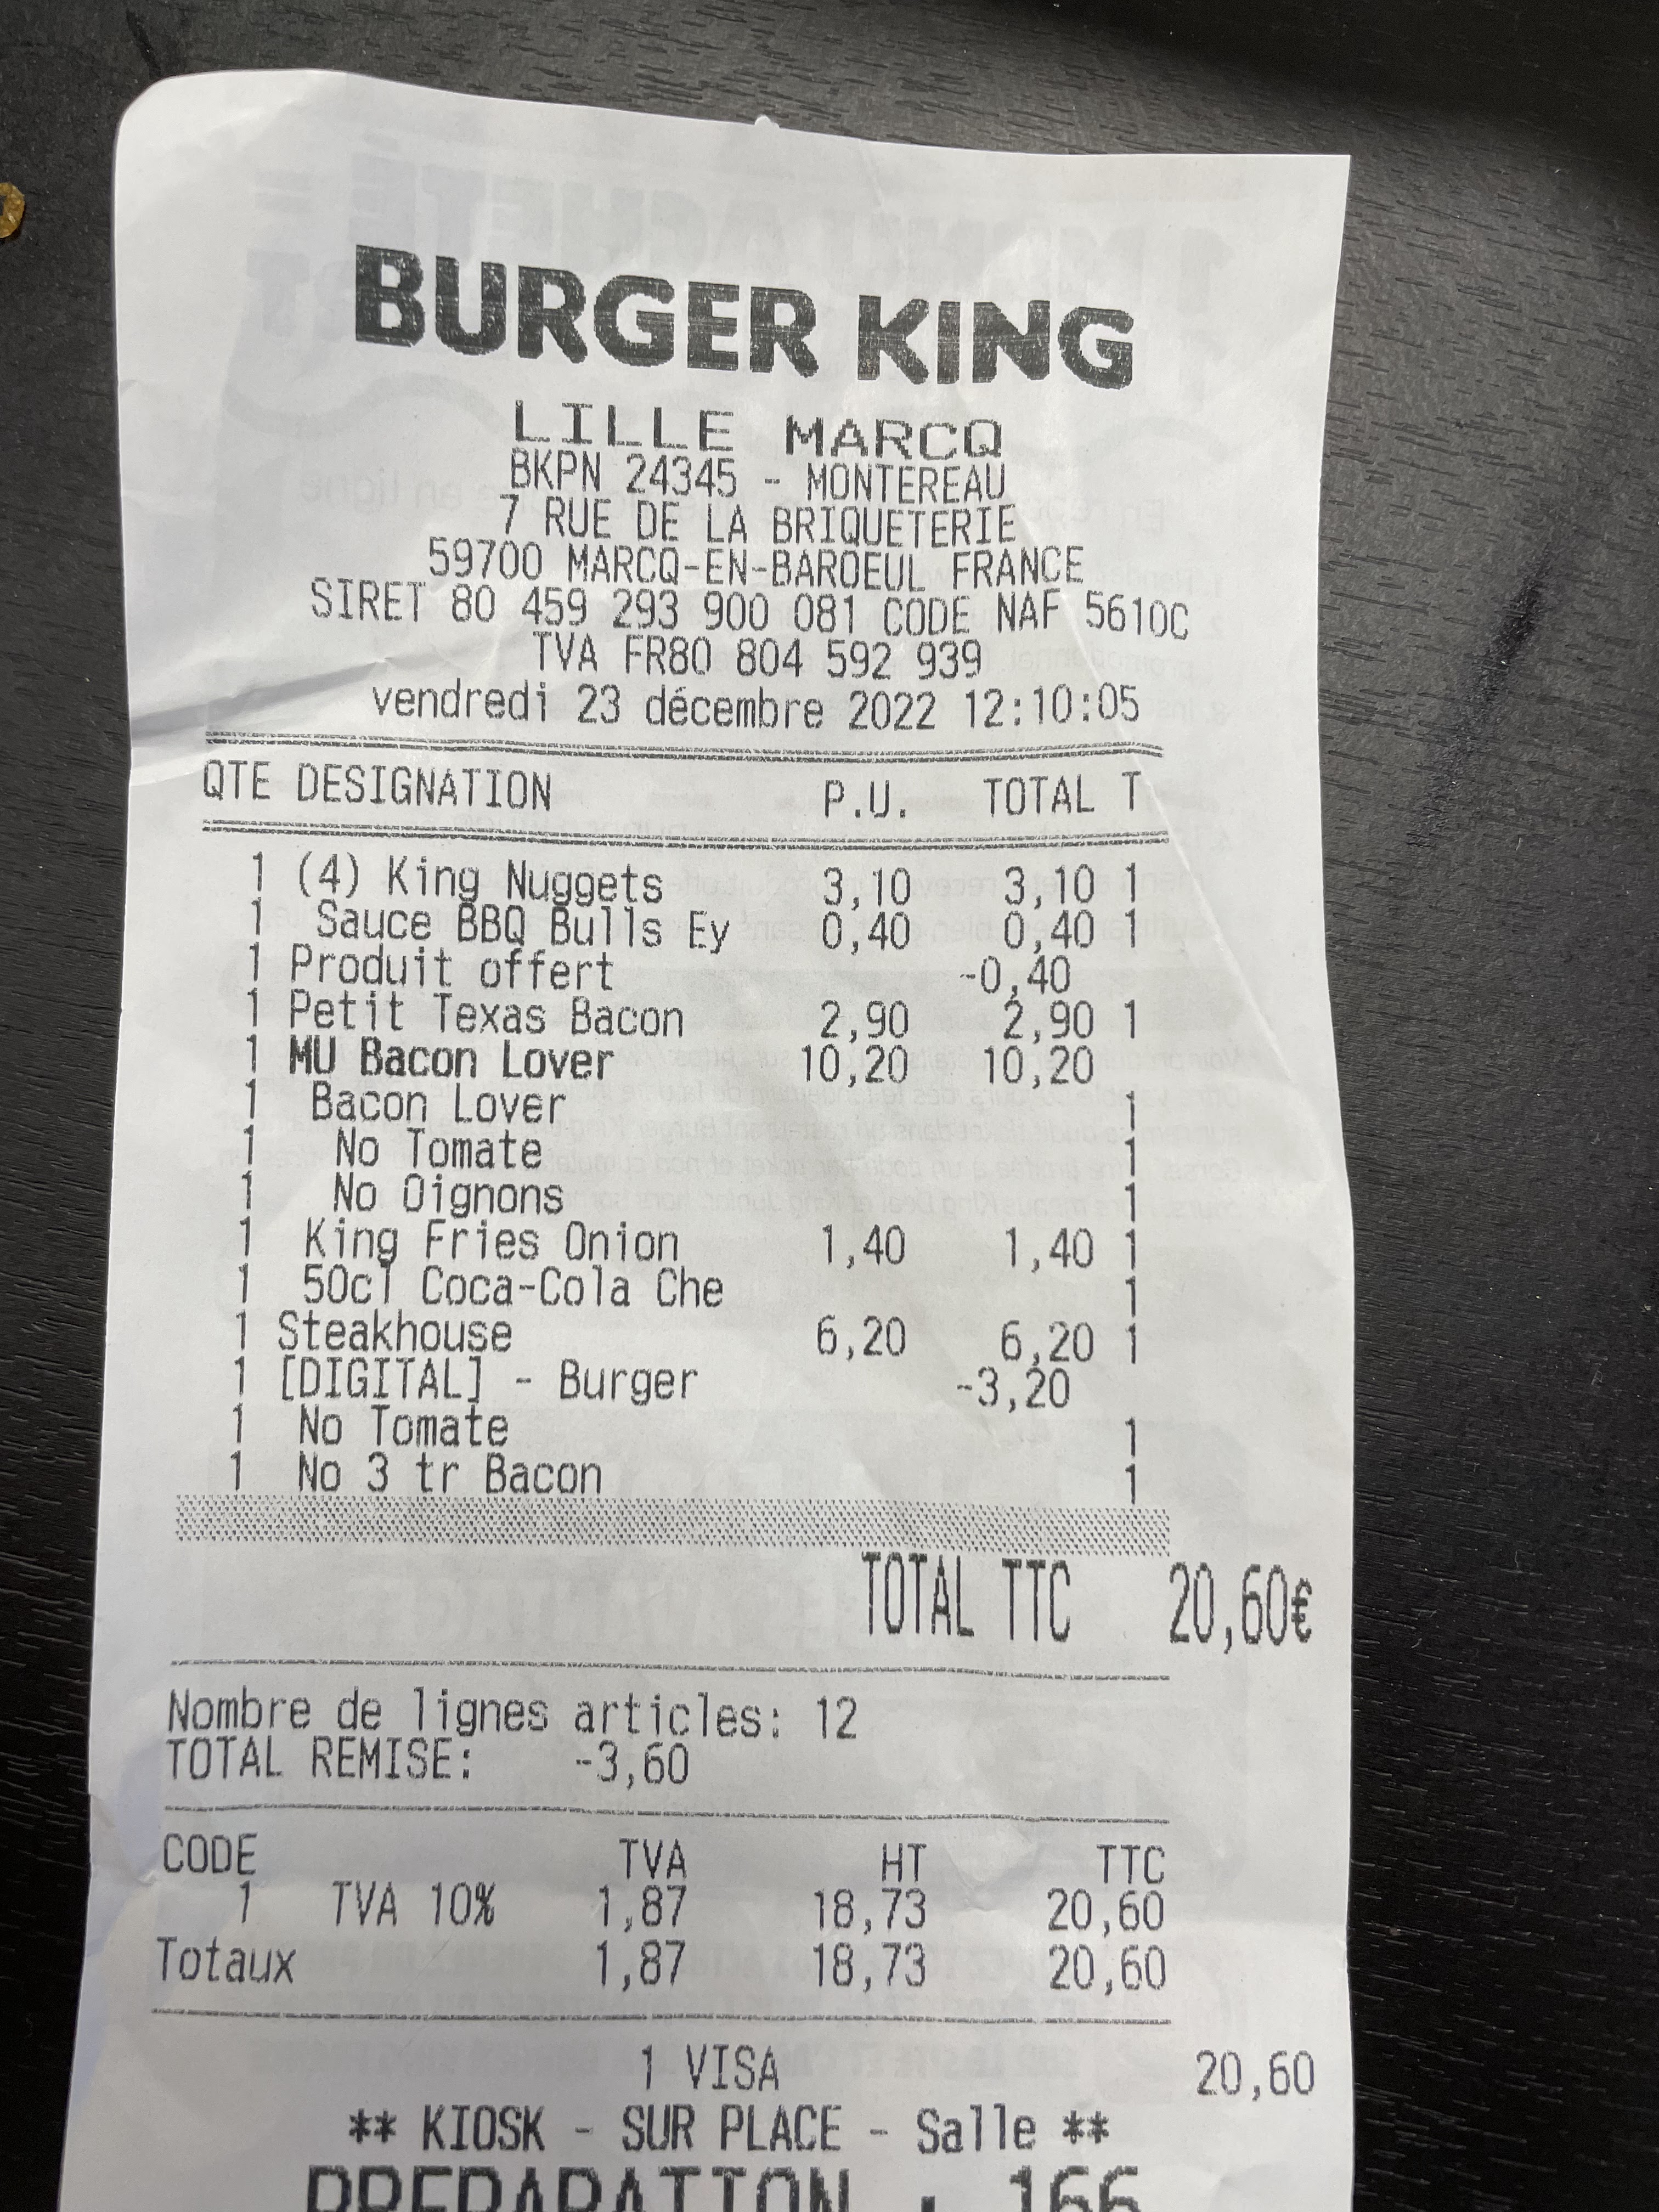 BURGER KING
LILLE MARCQ
BKPN 24345 - MONTEREAU
7 RUE DE LA BRIQUETERIE
59700 MARCQ-EN-BAROEUL FRANCE
SIRET 80 459 293 900 081 CODE NAF 5610C
TVA FR80 804 592 939
vendredi 23 décembre 2022 12:10:05
QTE DESIGNATION P.U. TOTAL T
1 (4) King Nuggets 3,10 3,10 1
1 Sauce BBQ Bulls Ey 0,40 0,40 1
1 Produit offert -0,40
1 Petit Texas Bacon 2,90 2,90 1
1 MU Bacon Lover 10,20 10,20
1 Bacon Lover 1
1 No Tomate 1
1 No Oignons 1
1 King Fries Onion 1,40 1,40 1
1 50cl Coca-Cola Che 1
1 Steakhouse 6,20 6,20 1
1 [DIGITAL] - Burger -3,20
1 No Tomate 1
1 No 3 tr Bacon 1
TOTAL TTC 20,60€
Nombre de lignes articles: 12
TOTAL REMISE: -3,60
CODE TVA HT TTC
1 TVA 10% 1,87 18,73 20,60
Totaux 1,87 18,73 20,60
1 VISA 20,60
** KIOSK - SUR PLACE - Salle **
PREPARATION : 166